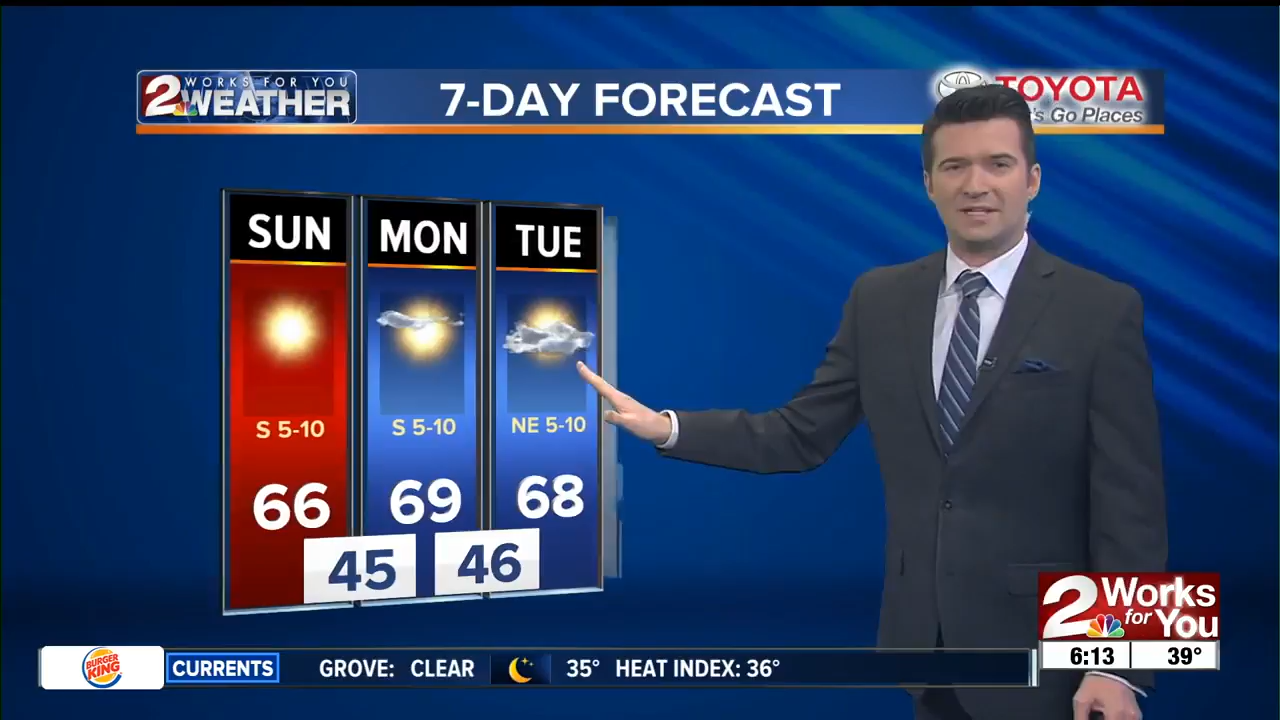 2 WORKS FOR YOU
WEATHER
7-DAY FORECAST
TOYOTA
's Go Places
SUN
MON
TUE
S 5-10
S 5-10
NE 5-10
66
69
68
45
46
2 Works
for You
6:13
39°
BURGER
KING
CURRENTS
GROVE: CLEAR
35° HEAT INDEX: 36°